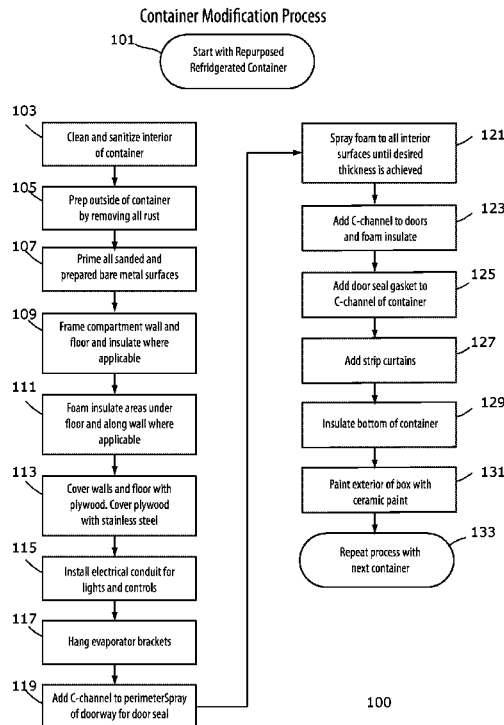 Container Modification Process
101
Start with Repurposed
Refridgerated Container
103
Clean and sanitize interior
of container
105
Prep outside of container
by removing all rust
107
Prime all sanded and
prepared bare metal surfaces
109
Frame compartment wall and
floor and insulate where
applicable
111
Foam insulate areas under
floor and along wall where
applicable
113
Cover walls and floor with
plywood. Cover plywood
with stainless steel
115
Install electrical conduit for
lights and controls
117
Hang evaporator brackets
119
Add C-channel to perimeterSpray
of doorway for door seal
121
Spray foam to all interior
surfaces until desired
thickness is achieved
123
Add C-channel to doors
and foam insulate
125
Add door seal gasket to
C-channel of container
127
Add strip curtains
129
Insulate bottom of container
131
Paint exterior of box with
ceramic paint
133
Repeat process with
next container
100